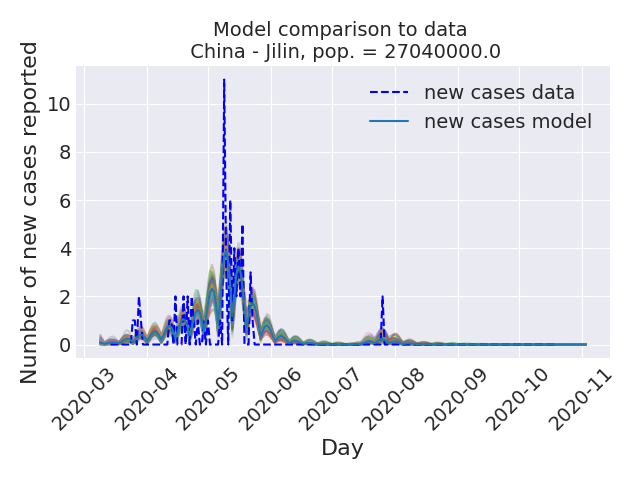 Model comparison to data
China - Jilin, pop. = 27040000.0
Number of new cases reported
10
8
6
4
2
0
new cases data
new cases model
2020-03
2020-04
2020-05
2020-06
2020-07
2020-08
2020-09
2020-10
2020-11
Day